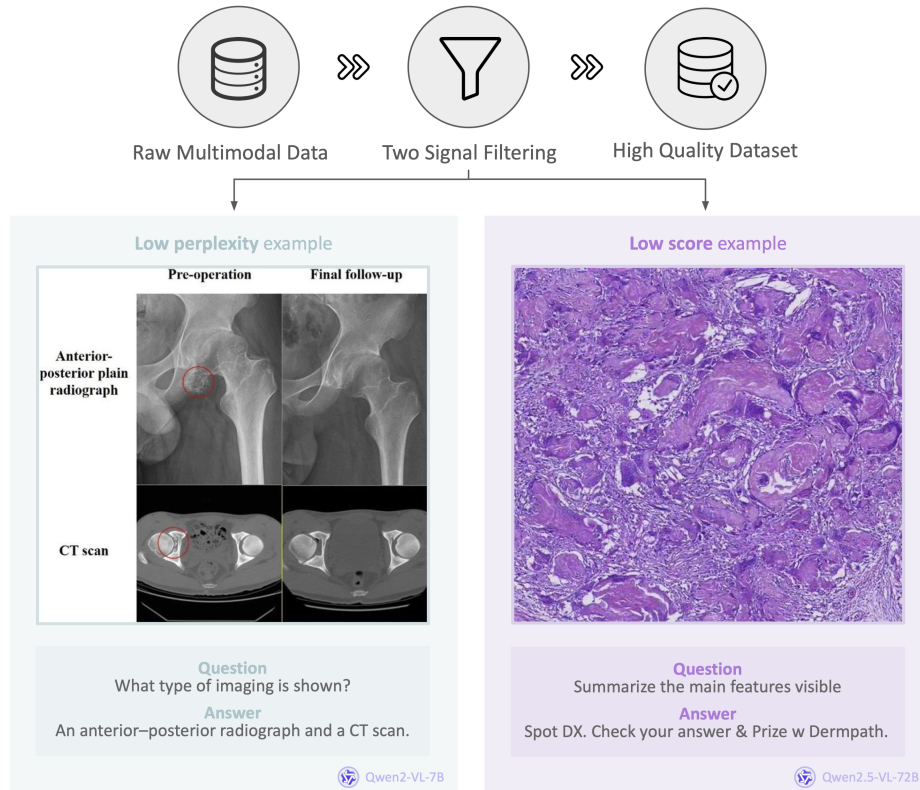 Raw Multimodal Data
Two Signal Filtering
High Quality Dataset
Low perplexity example
Pre-operation
Final follow-up
Anterior-
posterior plain
radiograph
CT scan
Question
What type of imaging is shown?
Answer
An anterior–posterior radiograph and a CT scan.
Qwen2-VL-7B
Low score example
Question
Summarize the main features visible
Answer
Spot DX. Check your answer & Prize w Dermpath.
Qwen2.5-VL-72B